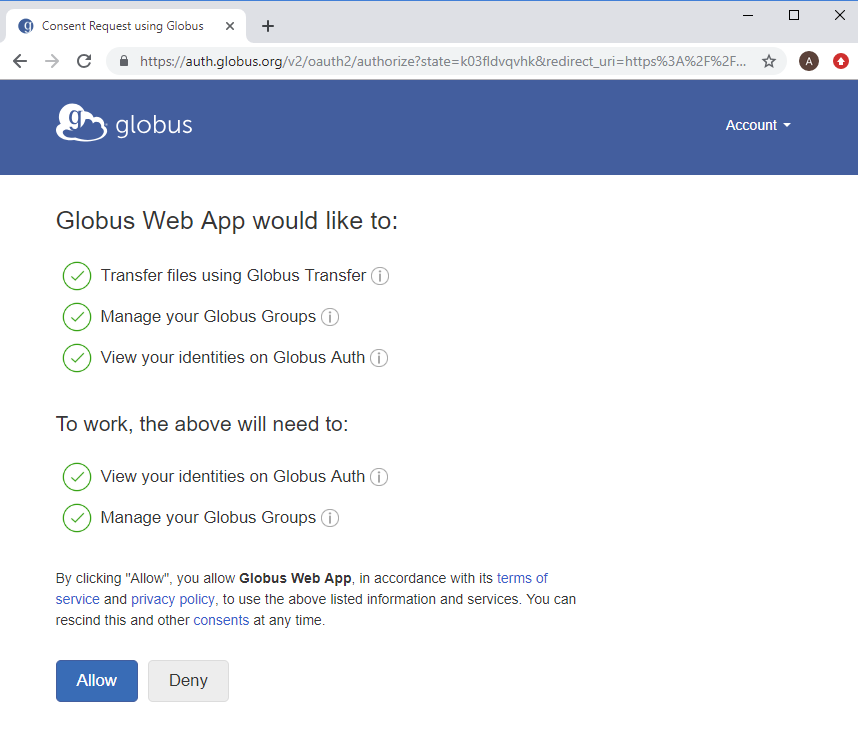 Consent Request using Globus
https://auth.globus.org/v2/oauth2/authorize?state=k03fldvqvhk&redirect_uri=https%3A%2F%2F...
A
g globus
Account
Globus Web App would like to:
Transfer files using Globus Transfer i
Manage your Globus Groups i
View your identities on Globus Auth i
To work, the above will need to:
View your identities on Globus Auth i
Manage your Globus Groups i
By clicking "Allow", you allow Globus Web App, in accordance with its terms of
service and privacy policy, to use the above listed information and services. You can
rescind this and other consents at any time.
Allow Deny